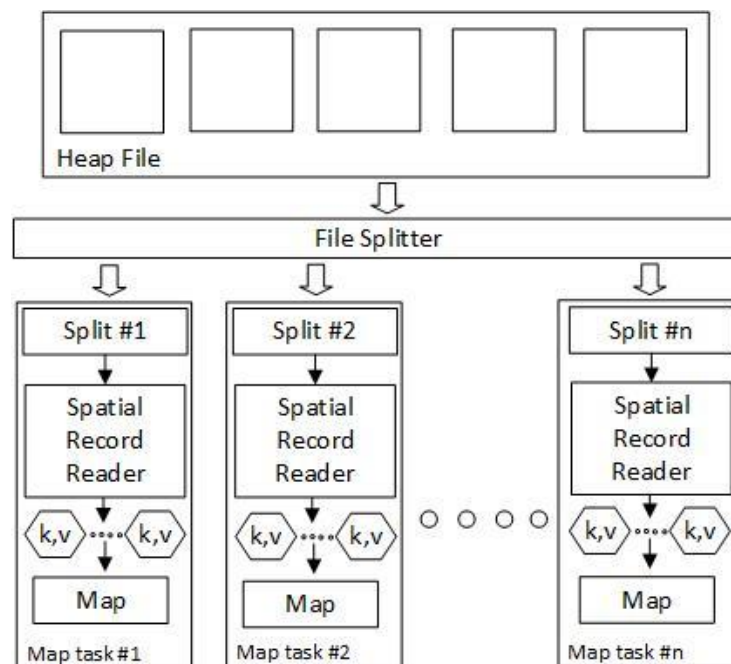 Heap File
File Splitter
Split #1
Spatial
Record
Reader
k,v
k,v
Map
Map task #1
Split #2
Spatial
Record
Reader
k,v
k,v
Map
Map task #2
Split #n
Spatial
Record
Reader
k,v
k,v
Map
Map task #n